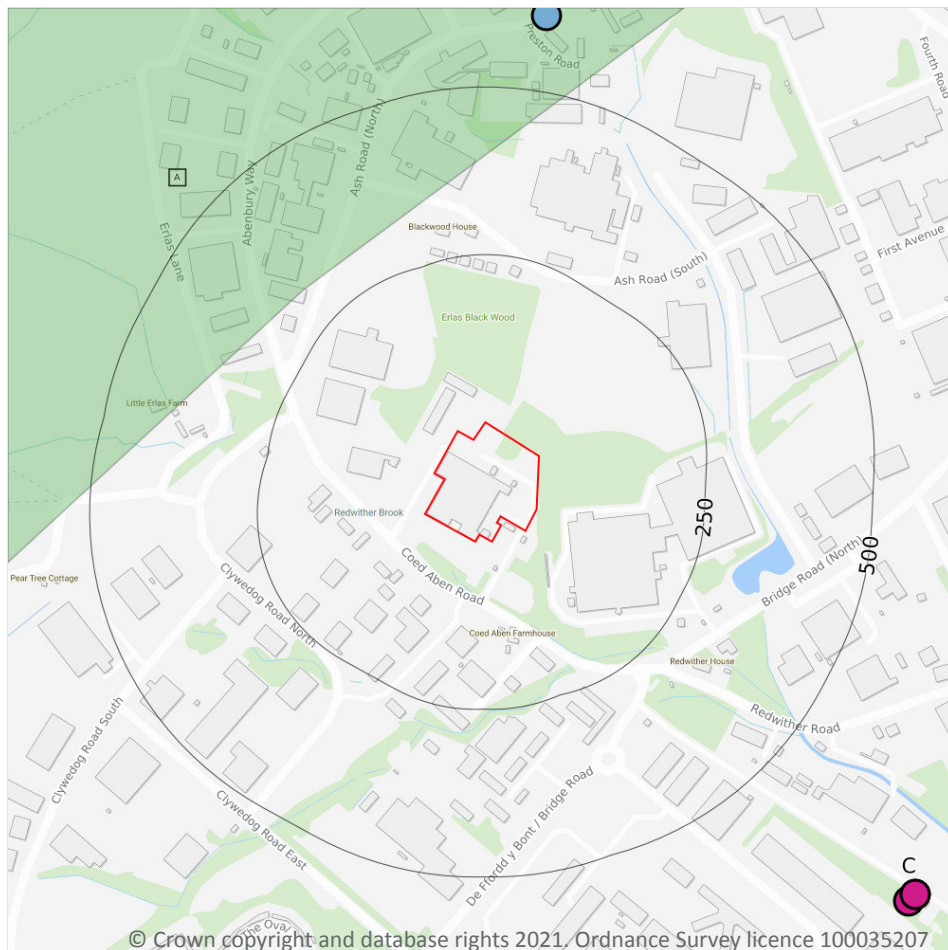 Preston Road
Fourth Road
Ash Road (North)
A
Abenbury Way
Erlas Lane
Blackwood House
First Avenue
Ash Road (South)
Erlas Black Wood
Little Erlas Farm
250
Redwither Brook
500
Coed Aben Road
Bridge Road (North)
Pear Tree Cottage
Clywedog Road North
Coed Aben Farmhouse
Redwither House
Redwither Road
Clywedog Road South
De Ffordd y Bont / Bridge Road
Clywedog Road East
C
The Oval
© Crown copyright and database rights 2021. Ordnance Survey licence 100035207